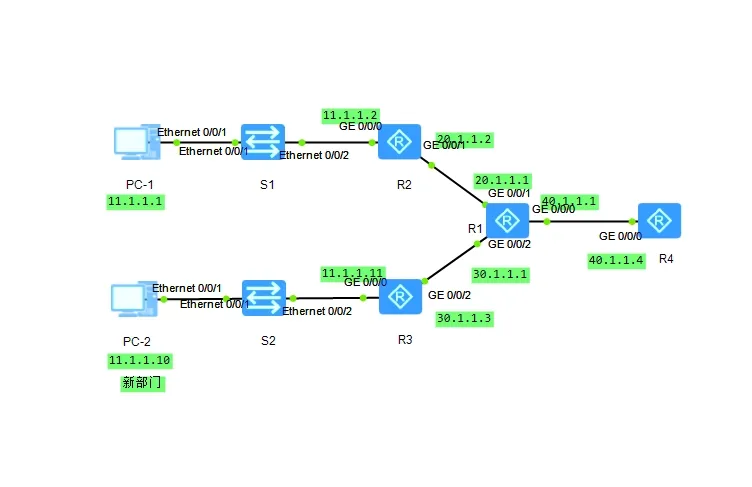 11.1.1.2
Ethernet 0/0/1
GE 0/0/0
20.1.1.2
Ethernet 0/0/1
Ethernet 0/0/2
GE 0/0/1
PC-1
S1
R2
20.1.1.1
GE 0/0/1
11.1.1.1
40.1.1.1
GE 0/0/0
R1
GE 0/0/0
GE 0/0/2
R4
40.1.1.4
11.1.1.11
30.1.1.1
GE 0/0/0
Ethernet 0/0/1
GE 0/0/2
Ethernet 0/0/1
Ethernet 0/0/2
30.1.1.3
PC-2
S2
R3
11.1.1.10
新部门